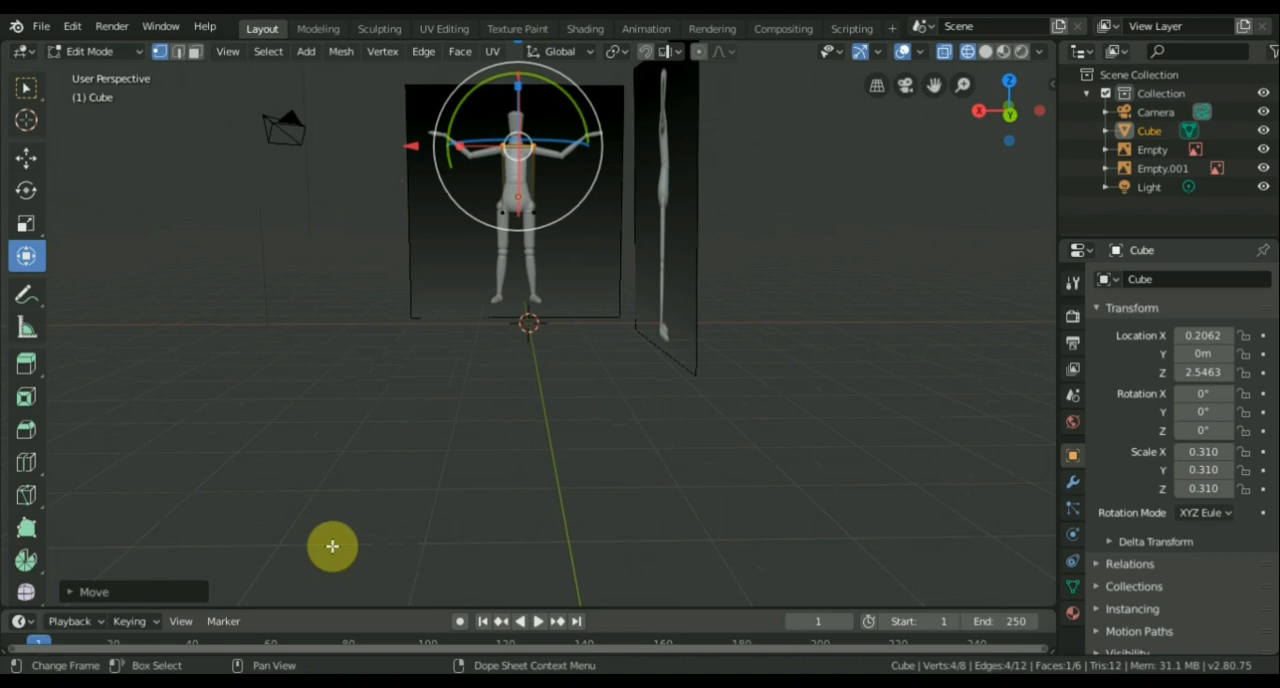 File Edit Render Window Help Layout Modeling Sculpting UV Editing Texture Paint Shading Animation Rendering Compositing Scripting + Scene View Layer
Edit Mode View Select Add Mesh Vertex Edge Face UV Global
User Perspective
(1) Cube
Z
X
Y
Scene Collection
Collection
Camera
Cube
Empty
Empty.001
Light
Cube
Cube
Transform
Location X 0.2062
Y 0m
Z 2.5463
Rotation X 0°
Y 0°
Z 0°
Scale X 0.310
Y 0.310
Z 0.310
Rotation Mode XYZ Eule
Delta Transform
Relations
Collections
Instancing
Motion Paths
Move
Playback Keying View Marker 1 Start: 1 End: 250
1 20 40 60 80 100 120 140 160 180 200 220 240
Change Frame Box Select Pan View Dope Sheet Context Menu Cube | Verts:4/8 | Edges:4/12 | Faces:1/6 | Tris:12 | Mem: 31.1 MB | v2.80.75